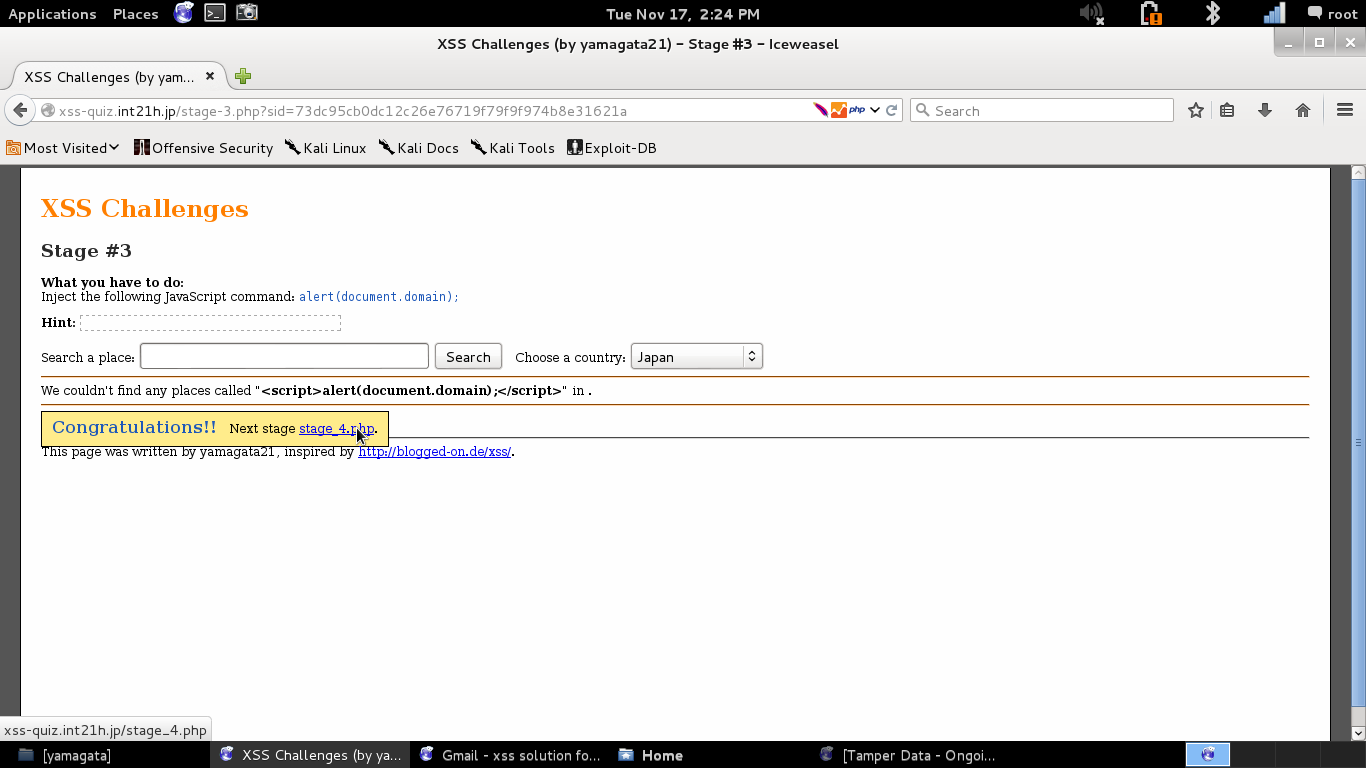 Applications Places Tue Nov 17, 2:24 PM root
XSS Challenges (by yamagata21) – Stage #3 – Iceweasel
XSS Challenges (by yam...
xss-quiz.int21h.jp/stage-3.php?sid=73dc95cb0dc12c26e76719f79f9f974b8e31621a php Search
Most Visited Offensive Security Kali Linux Kali Docs Kali Tools Exploit-DB
XSS Challenges
Stage #3
What you have to do:
Inject the following JavaScript command: alert(document.domain);
Hint:
Search a place: Search Choose a country: Japan
We couldn't find any places called "<script>alert(document.domain);</script>" in .
Congratulations!! Next stage stage_4.php.
This page was written by yamagata21, inspired by http://blogged-on.de/xss/.
xss-quiz.int21h.jp/stage_4.php
[yamagata] XSS Challenges (by ya... Gmail - xss solution fo... Home [Tamper Data - Ongoi...